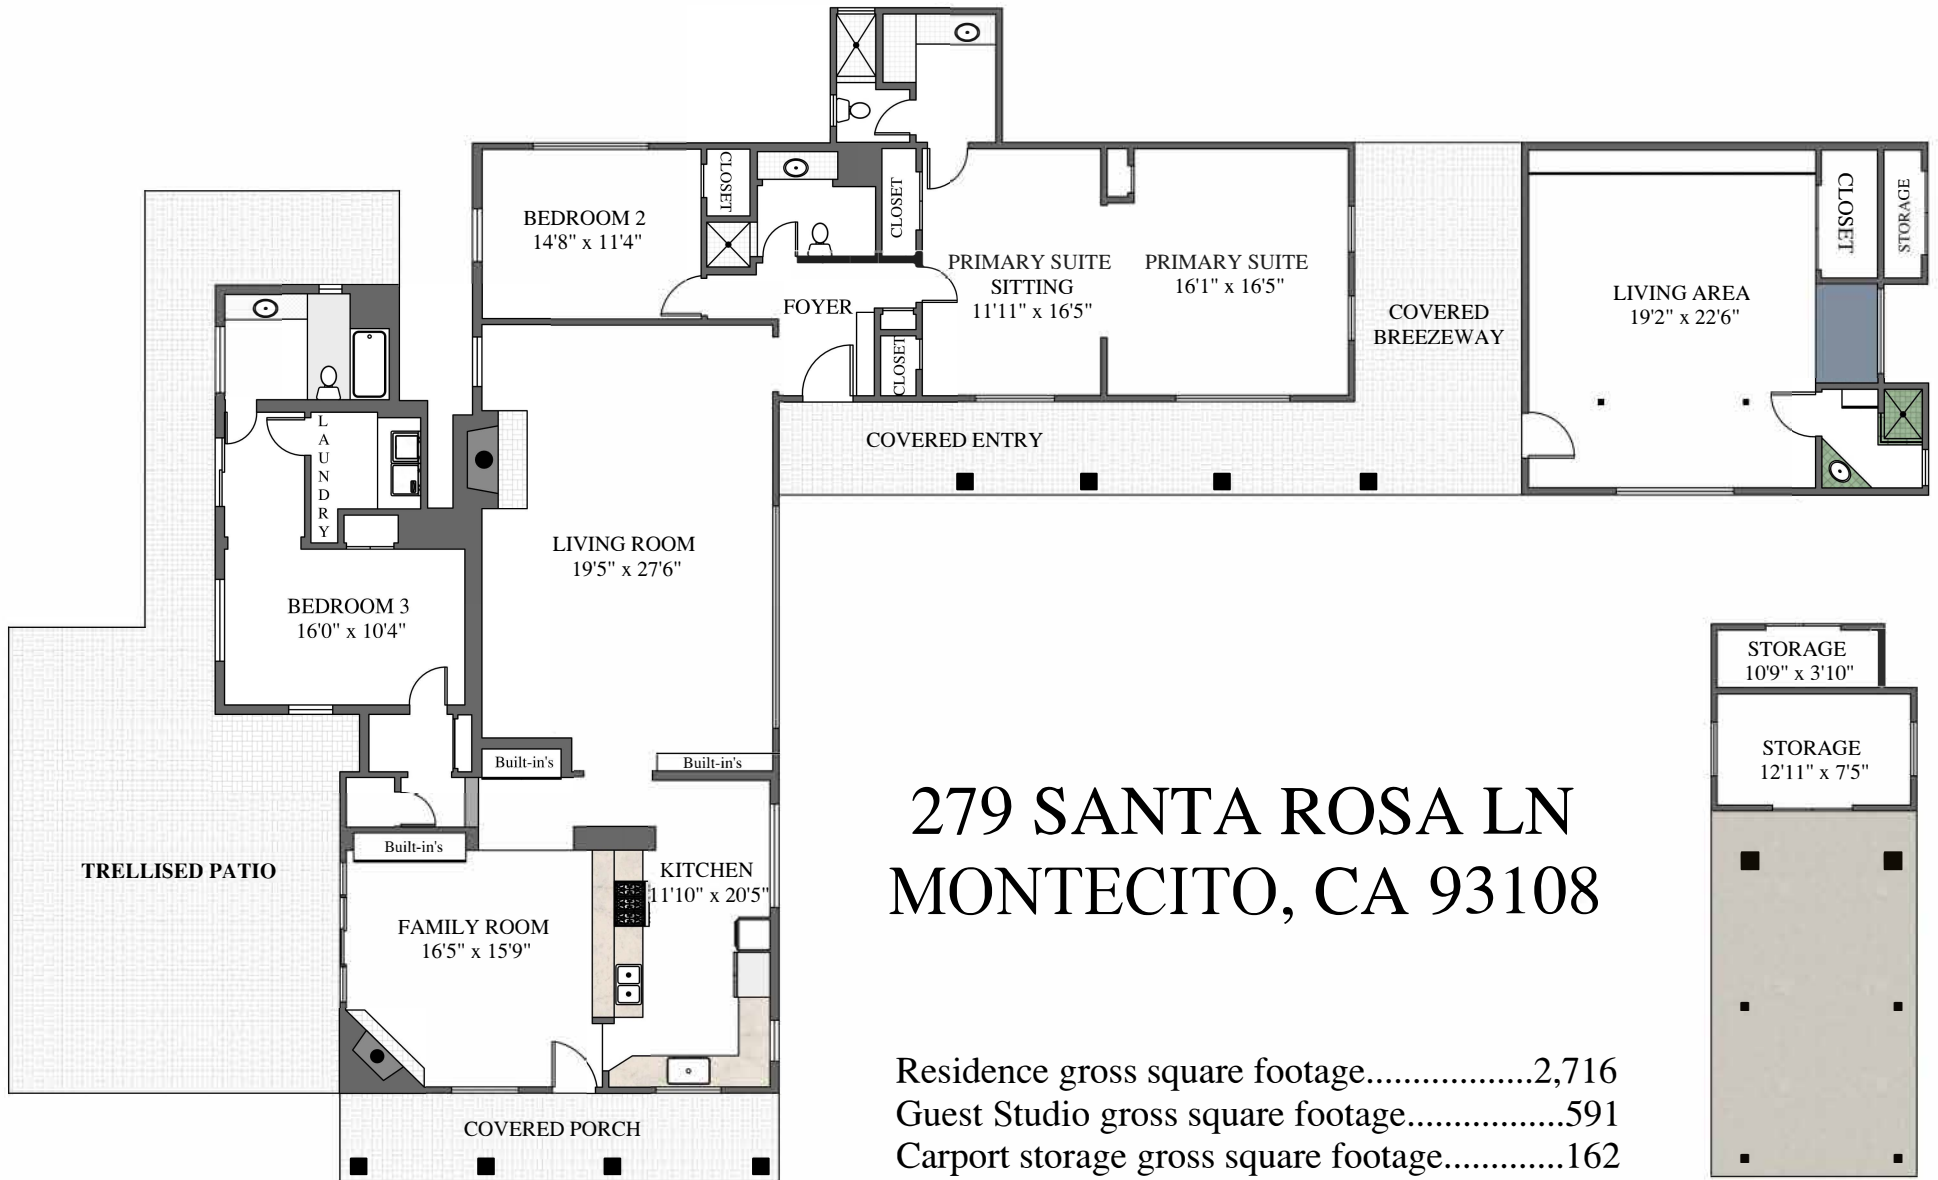 CLOSET
BEDROOM 2
14'8" x 11'4"
CLOSET
PRIMARY SUITE
SITTING
11'11" x 16'5"
PRIMARY SUITE
16'1" x 16'5"
FOYER
CLOSET
COVERED
BREEZEWAY
LIVING AREA
19'2" x 22'6"
CLOSET
STORAGE
COVERED ENTRY
LAUNDRY
LIVING ROOM
19'5" x 27'6"
BEDROOM 3
16'0" x 10'4"
STORAGE
10'9" x 3'10"
STORAGE
12'11" x 7'5"
Built-in's
Built-in's
Built-in's
TRELLISED PATIO
KITCHEN
11'10" x 20'5"
FAMILY ROOM
16'5" x 15'9"
COVERED PORCH
279 SANTA ROSA LN
MONTECITO, CA 93108
Residence gross square footage..................2,716
Guest Studio gross square footage.................591
Carport storage gross square footage.............162